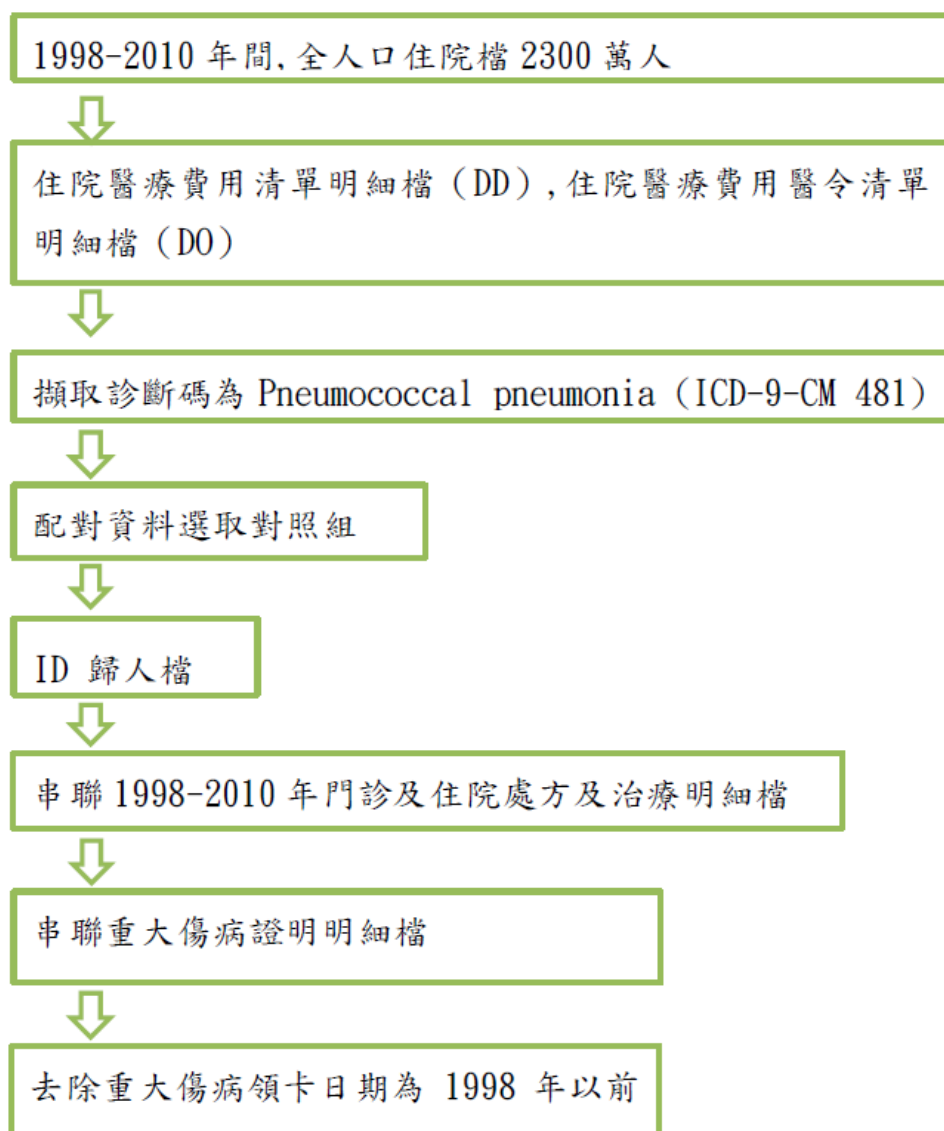 1998-2010 年間,全人口住院檔 2300 萬人
住院醫療費用清單明細檔（DD）,住院醫療費用醫令清單
明細檔（DO）
擷取診斷碼為 Pneumococcal pneumonia（ICD-9-CM 481）
配對資料選取對照組
ID 歸人檔
串聯 1998-2010 年門診及住院處方及治療明細檔
串聯重大傷病證明明細檔
去除重大傷病領卡日期為 1998 年以前